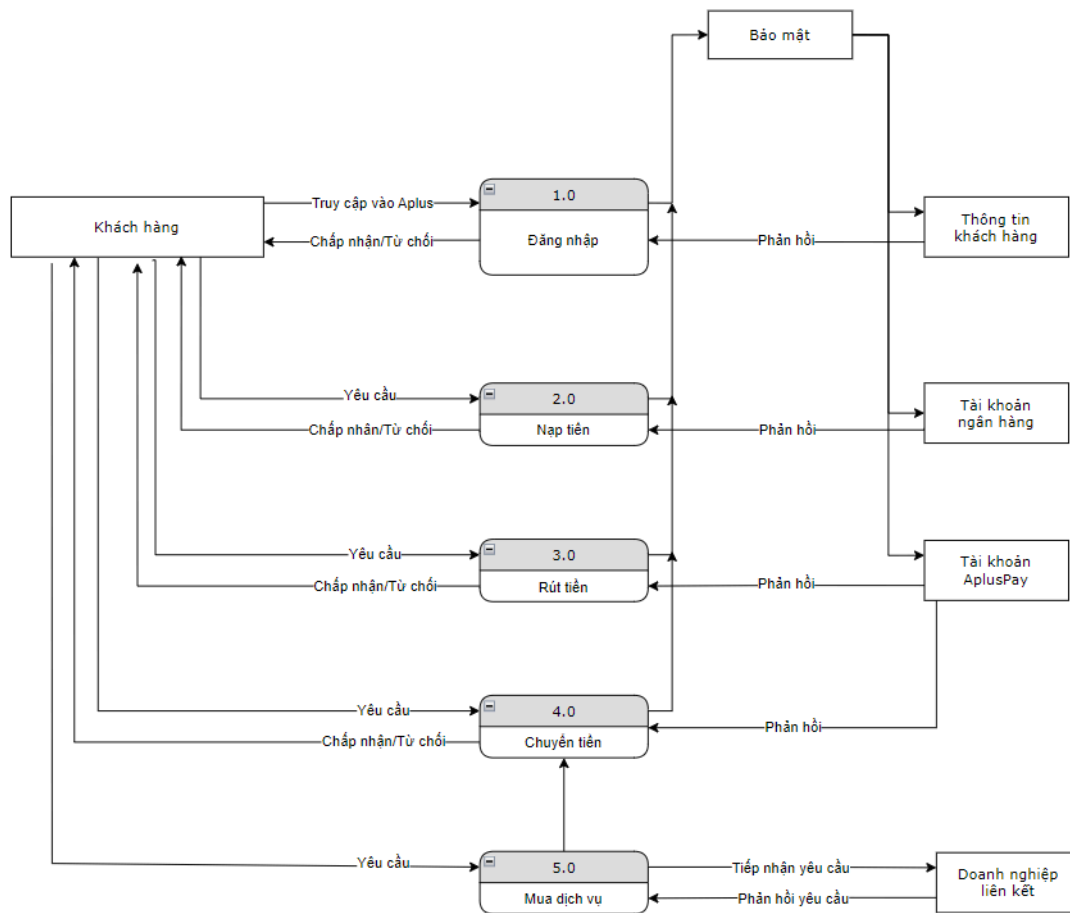 Bảo mật
1.0
Truy cập vào Aplus
Khách hàng
Đăng nhập
Chấp nhận/Từ chối
Phản hồi
Thông tin
khách hàng
Yêu cầu
2.0
Tài khoản
ngân hàng
Chấp nhân/Từ chối
Nạp tiền
Phản hồi
Yêu cầu
3.0
Tài khoản
AplusPay
Chấp nhận/Từ chối
Rút tiền
Phản hồi
Yêu cầu
4.0
Phản hồi
Chấp nhận/Từ chối
Chuyển tiền
Yêu cầu
5.0
Tiếp nhận yêu cầu
Doanh nghiệp
liên kết
Mua dịch vụ
Phản hồi yêu cầu